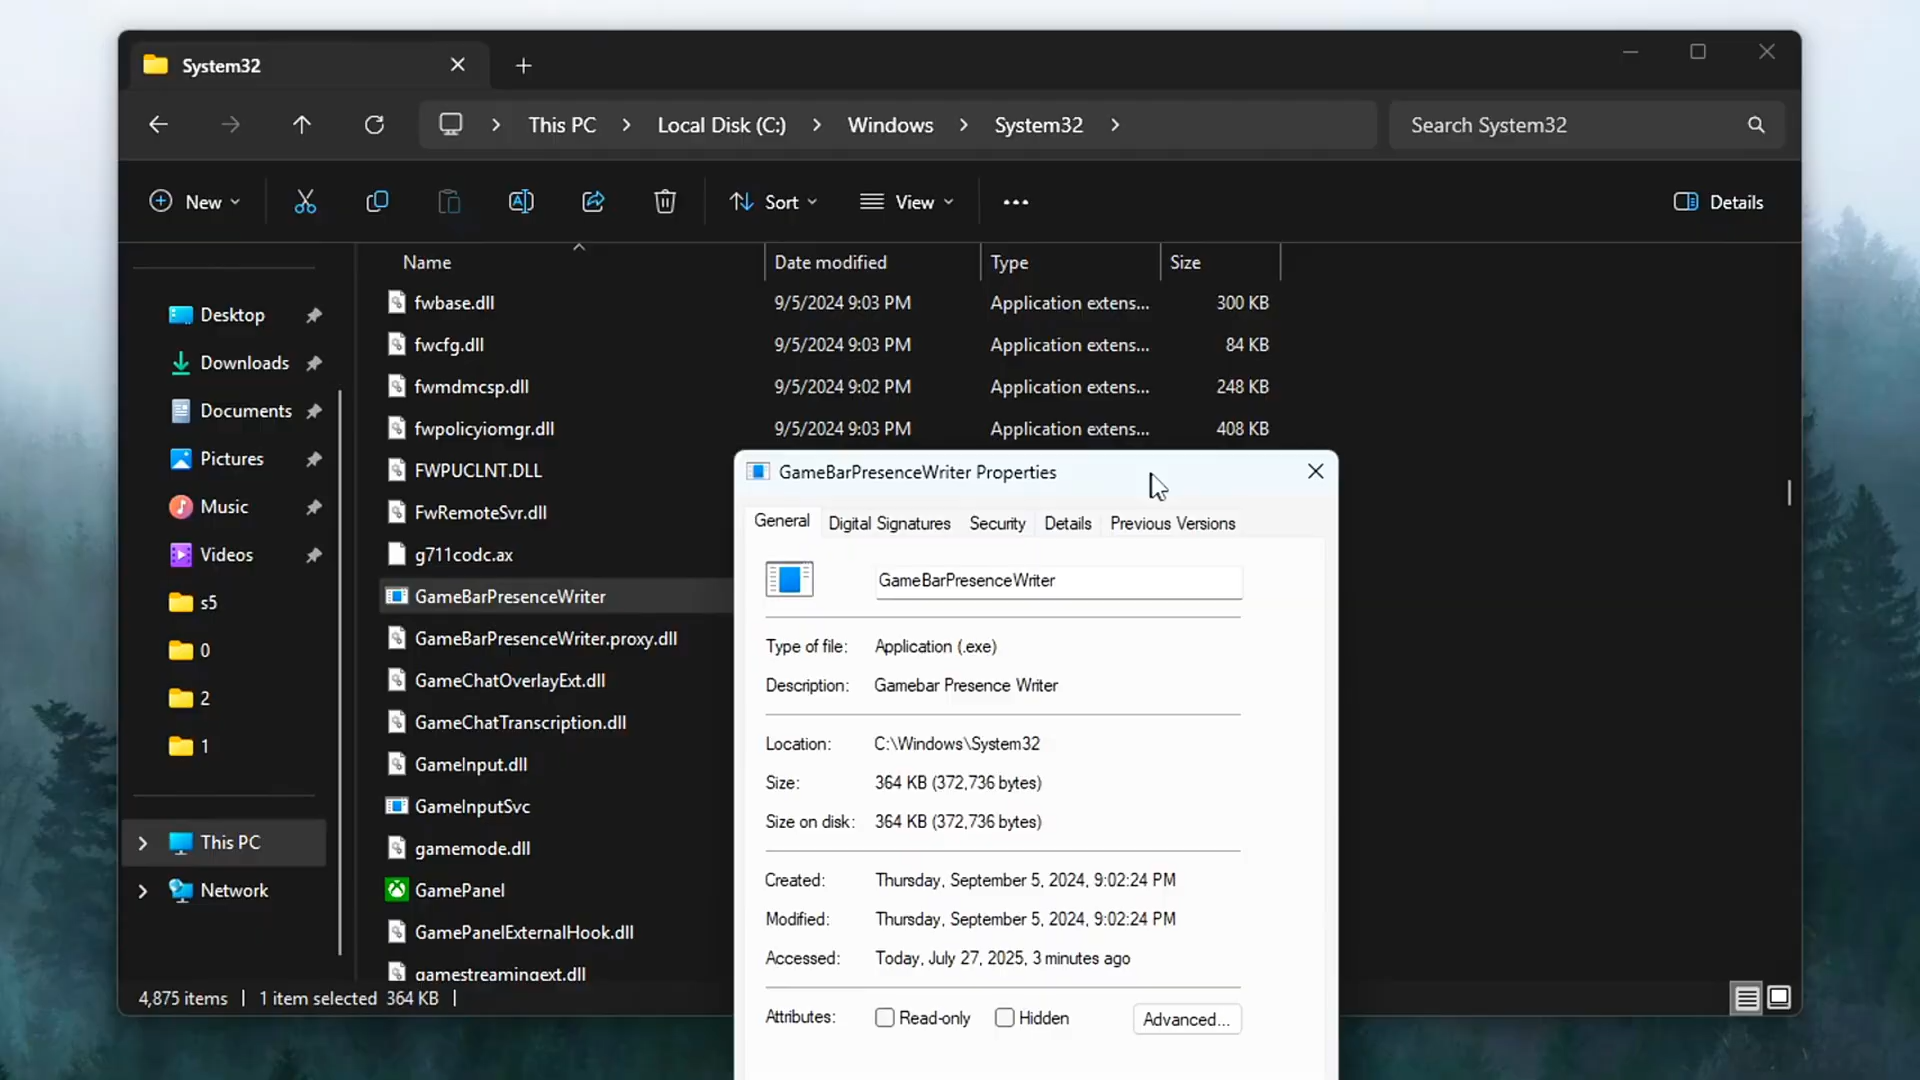 System32
This PC > Local Disk (C:) > Windows > System32 >
Search System32
New
Sort
View
Details
Name
Date modified
Type
Size
Desktop
Downloads
Documents
Pictures
Music
Videos
s5
0
2
1
This PC
Network
fwbase.dll 9/5/2024 9:03 PM Application extens... 300 KB
fwcfg.dll 9/5/2024 9:03 PM Application extens... 84 KB
fwmdmcsp.dll 9/5/2024 9:02 PM Application extens... 248 KB
fwpolicyiomgr.dll 9/5/2024 9:03 PM Application extens... 408 KB
FWPUCLNT.DLL
FwRemoteSvr.dll
g711codc.ax
GameBarPresenceWriter
GameBarPresenceWriter.proxy.dll
GameChatOverlayExt.dll
GameChatTranscription.dll
GameInput.dll
GameInputSvc
gamemode.dll
GamePanel
GamePanelExternalHook.dll
gamestreamingext.dll
4,875 items
1 item selected 364 KB
GameBarPresenceWriter Properties
General
Digital Signatures
Security
Details
Previous Versions
GameBarPresenceWriter
Type of file: Application (.exe)
Description: Gamebar Presence Writer
Location: C:\Windows\System32
Size: 364 KB (372,736 bytes)
Size on disk: 364 KB (372,736 bytes)
Created: Thursday, September 5, 2024, 9:02:24 PM
Modified: Thursday, September 5, 2024, 9:02:24 PM
Accessed: Today, July 27, 2025, 3 minutes ago
Attributes: Read-only Hidden Advanced...